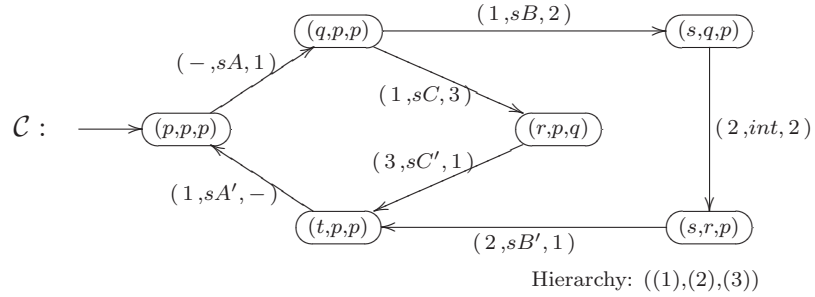 (1,sB,2)
(q,p,p) (s,q,p)
(-,sA,1)
(1,sC,3)
C : (p,p,p) (r,p,q) (2,int,2)
(3,sC′,1)
(1,sA′,-)
(t,p,p) (s,r,p)
(2,sB′,1)
Hierarchy: ((1),(2),(3))